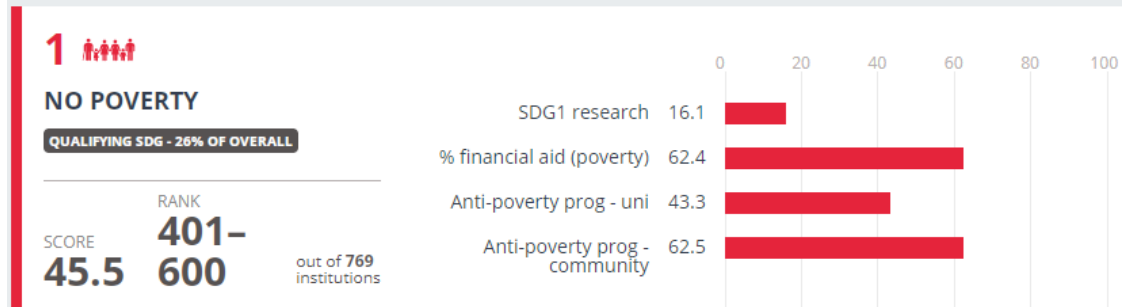 1
NO POVERTY
QUALIFYING SDG - 26% OF OVERALL
SCORE
45.5
RANK
401–
600
out of 769
institutions
0 20 40 60 80 100
SDG1 research 16.1
% financial aid (poverty) 62.4
Anti-poverty prog - uni 43.3
Anti-poverty prog - 62.5
community